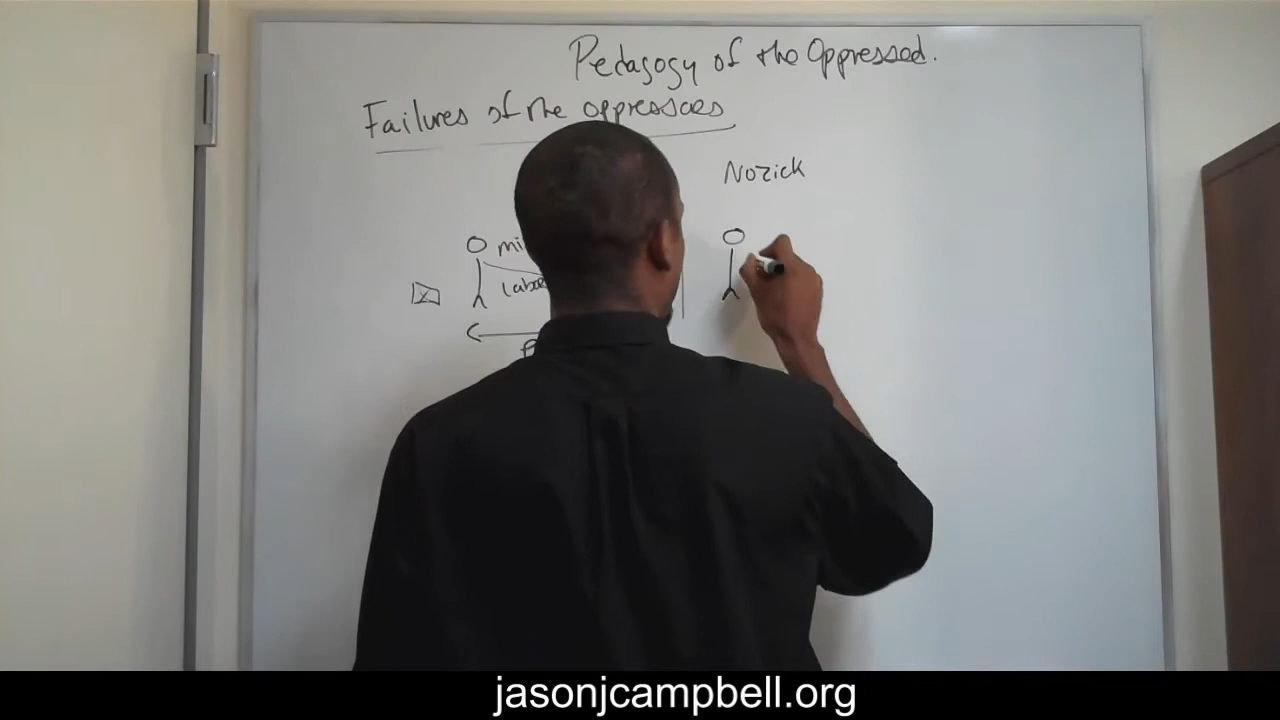 Pedagogy of the Oppressed.
Failures of the oppressors
Nozick
jasonjcampbell.org